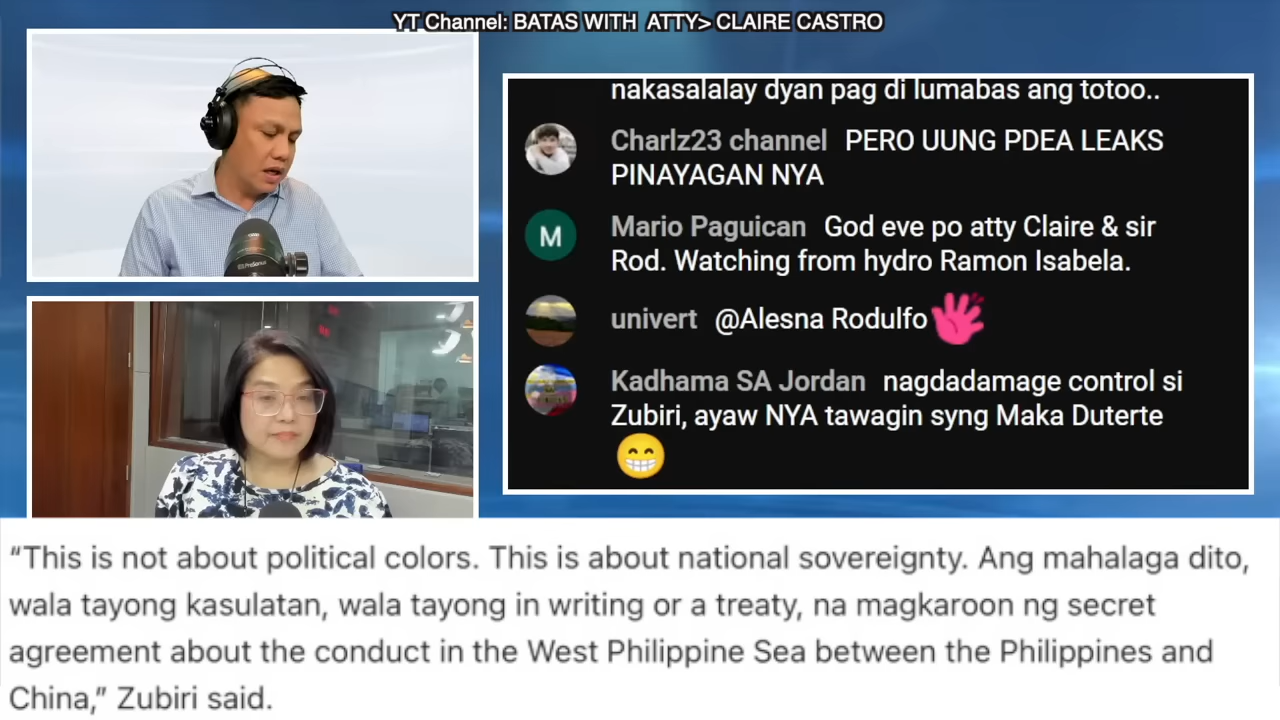 YT Channel: BATAS WITH ATTY> CLAIRE CASTRO
nakasalalay dyan pag di lumabas ang totoo..
Charlz23 channel PERO UUNG PDEA LEAKS
PINAYAGAN NYA
M
Mario Paguican God eve po atty Claire & sir
Rod. Watching from hydro Ramon Isabela.
univert @Alesna Rodulfo
Kadhama SA Jordan nagdadamage control si
Zubiri, ayaw NYA tawagin syng Maka Duterte
“This is not about political colors. This is about national sovereignty. Ang mahalaga dito,
wala tayong kasulatan, wala tayong in writing or a treaty, na magkaroon ng secret
agreement about the conduct in the West Philippine Sea between the Philippines and
China,” Zubiri said.